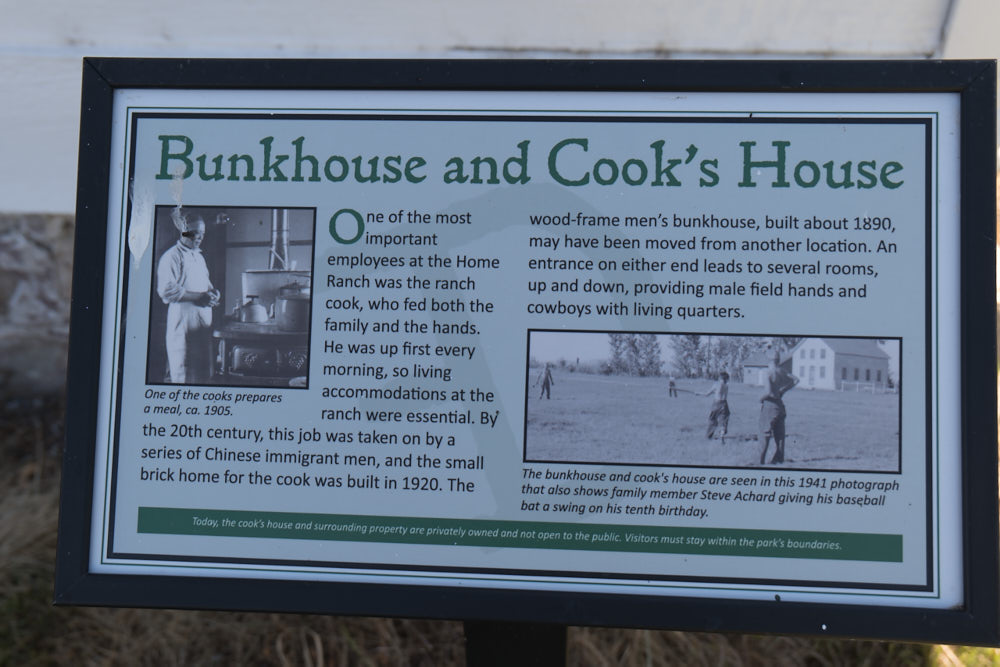 Bunkhouse and Cook's House
One of the most
important
employees at the Home
Ranch was the ranch
cook, who fed both the
family and the hands.
He was up first every
morning, so living
accommodations at the
ranch were essential. By
the 20th century, this job was taken on by a
series of Chinese immigrant men, and the small
brick home for the cook was built in 1920. The
One of the cooks prepares
a meal, ca. 1905.
wood-frame men's bunkhouse, built about 1890,
may have been moved from another location. An
entrance on either end leads to several rooms,
up and down, providing male field hands and
cowboys with living quarters.
The bunkhouse and cook's house are seen in this 1941 photograph
that also shows family member Steve Achard giving his baseball
bat a swing on his tenth birthday.
Today, the cook's house and surrounding property are privately owned and not open to the public. Visitors must stay within the park's boundaries.